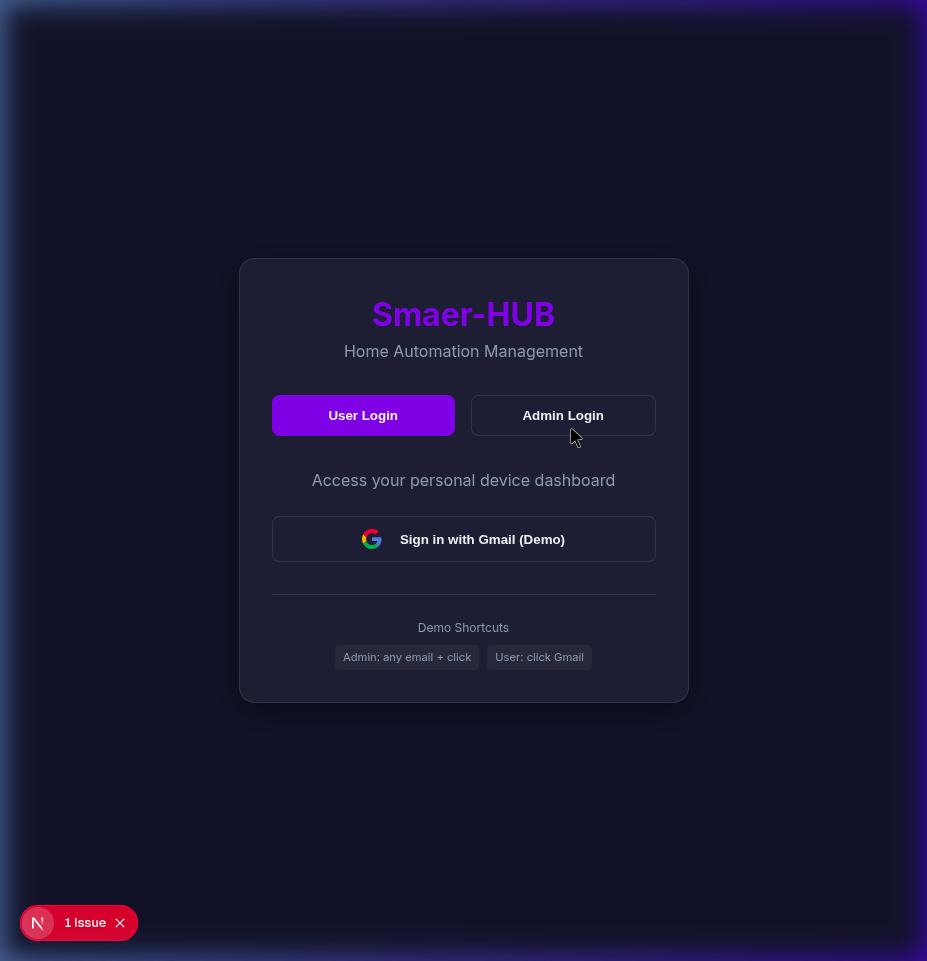 Smaer-HUB
Home Automation Management
User Login
Admin Login
Access your personal device dashboard
Sign in with Gmail (Demo)
Demo Shortcuts
Admin: any email + click
User: click Gmail
1 Issue